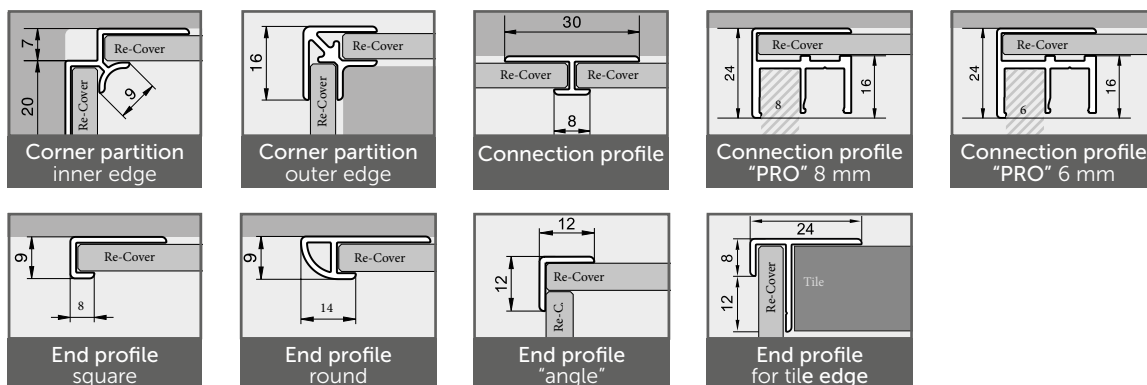 7
20
9
Re-Cover
Re-Cover
Corner partition
inner edge
16
Re-Cover
Re-Cover
Corner partition
outer edge
30
Re-Cover
Re-Cover
8
Connection profile
24
Re-Cover
8
16
Connection profile
"PRO" 8 mm
24
Re-Cover
6
16
Connection profile
"PRO" 6 mm
9
Re-Cover
8
End profile
square
9
Re-Cover
14
End profile
round
12
12
Re-Cover
Re-C.
End profile
"angle"
24
8
12
Re-Cover
Tile
End profile
for tile edge